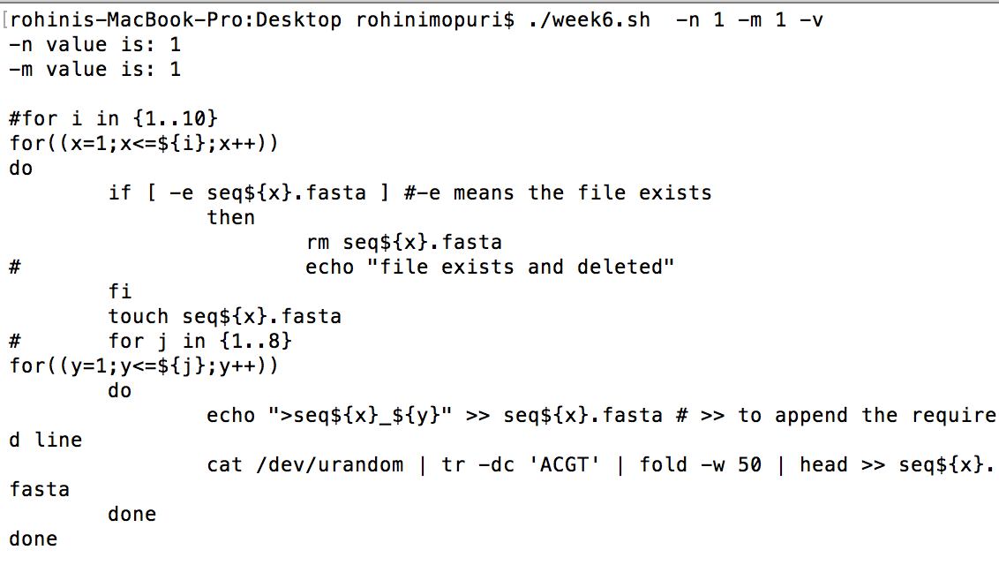 [rohinis-MacBook-Pro:Desktop rohinimopuri$ ./week6.sh  -n 1 -m 1 -v
-n value is: 1
-m value is: 1

#for i in {1..10}
for((x=1;x<=${i};x++))
do
        if [ -e seq${x}.fasta ] #-e means the file exists
                then
                        rm seq${x}.fasta
#                       echo "file exists and deleted"
        fi
        touch seq${x}.fasta
#       for j in {1..8}
for((y=1;y<=${j};y++))
        do
                echo ">seq${x}_${y}" >> seq${x}.fasta # >> to append the require
d line
                cat /dev/urandom | tr -dc 'ACGT' | fold -w 50 | head >> seq${x}.
fasta
        done
done